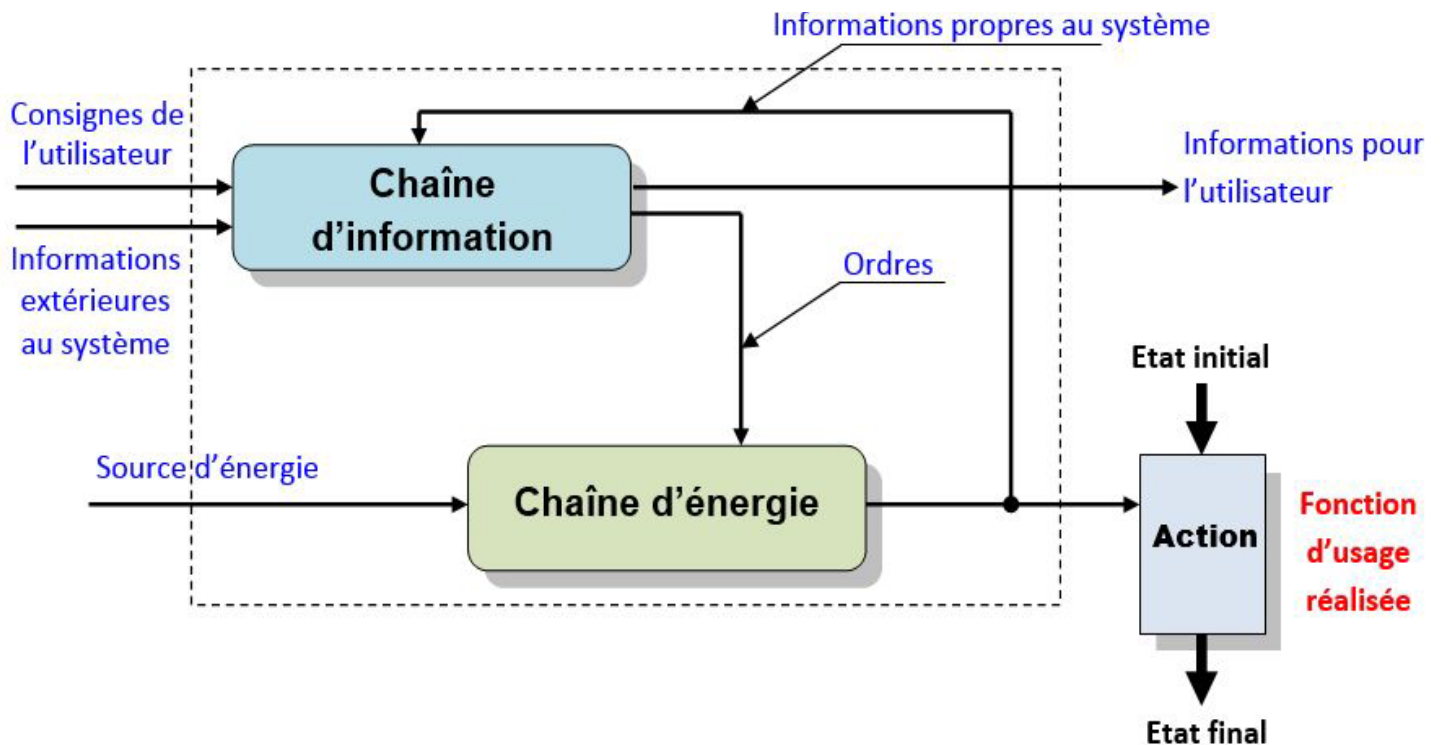 Informations propres au système
Consignes de
l'utilisateur
Chaîne
d'information
Informations pour
l'utilisateur
Informations
extérieures
au système
Ordres
Etat initial
Source d'énergie
Chaîne d'énergie
Action
Fonction
d'usage
réalisée
Etat final